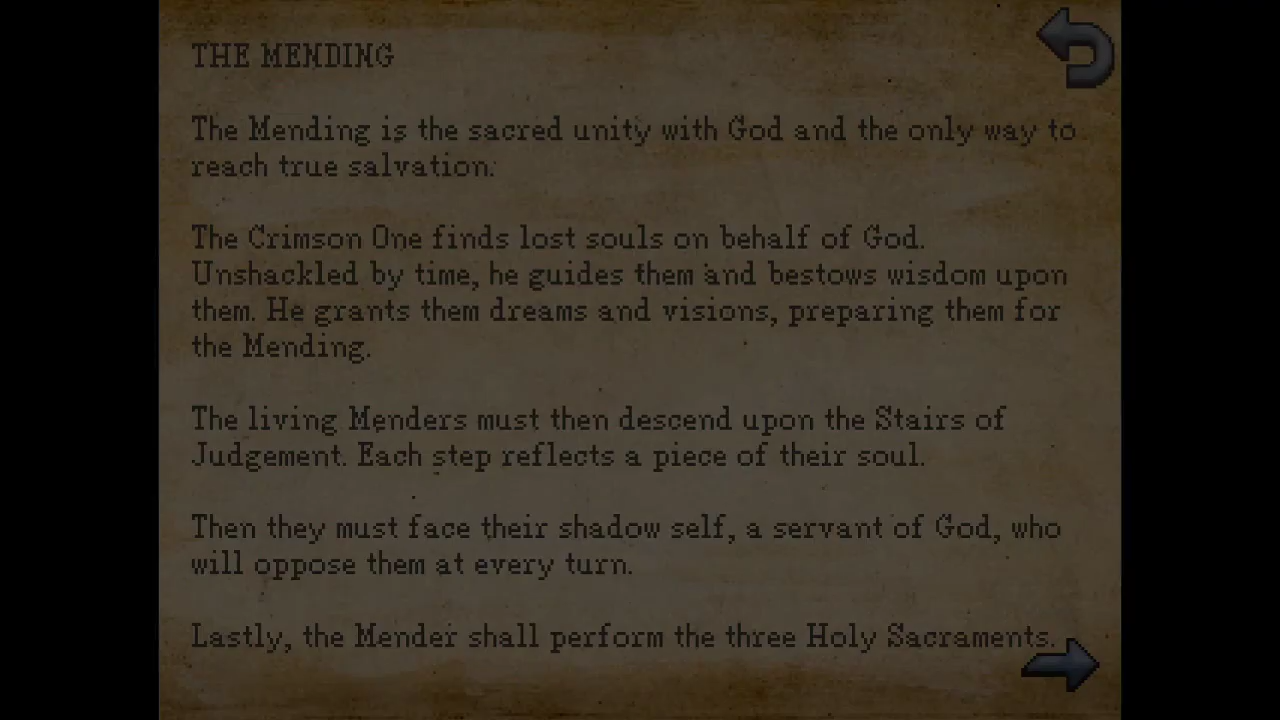 THE MENDING
The Mending is the sacred unity with God and the only way to
reach true salvation.
The Crimson One finds lost souls on behalf of God.
Unshackled by time, he guides them and bestows wisdom upon
them. He grants them dreams and visions, preparing them for
the Mending.
The living Menders must then descend upon the Stairs of
Judgement. Each step reflects a piece of their soul.
Then they must face their shadow self, a servant of God, who
will oppose them at every turn.
Lastly, the Mender shall perform the three Holy Sacraments.